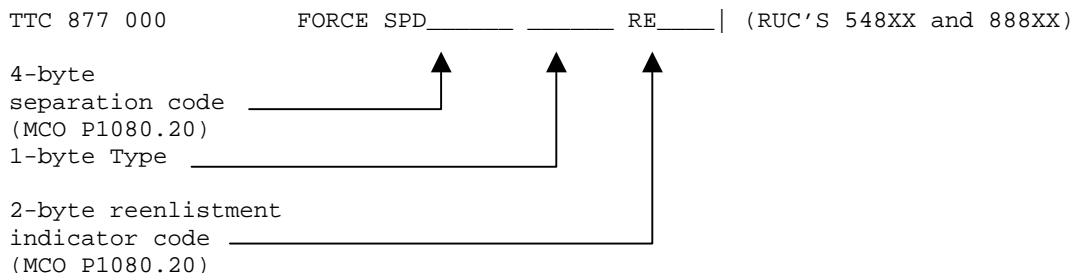 TTC 877 000 FORCE SPD______ ______ RE____| (RUC'S 548XX and 888XX)
4-byte
separation code
(MCO P1080.20)
1-byte Type
2-byte reenlistment
indicator code
(MCO P1080.20)